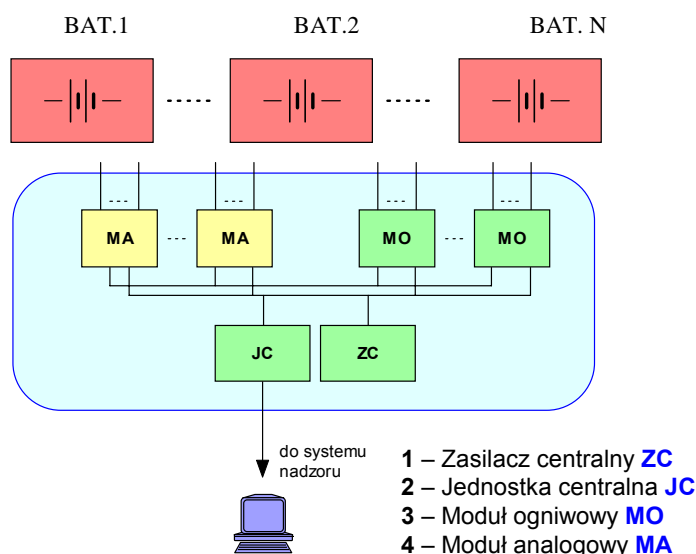 BAT.1 BAT.2 BAT. N
MA MA MO MO
JC ZC
do systemu
nadzoru
1 – Zasilacz centralny ZC
2 – Jednostka centralna JC
3 – Moduł ogniwowy MO
4 – Moduł analogowy MA